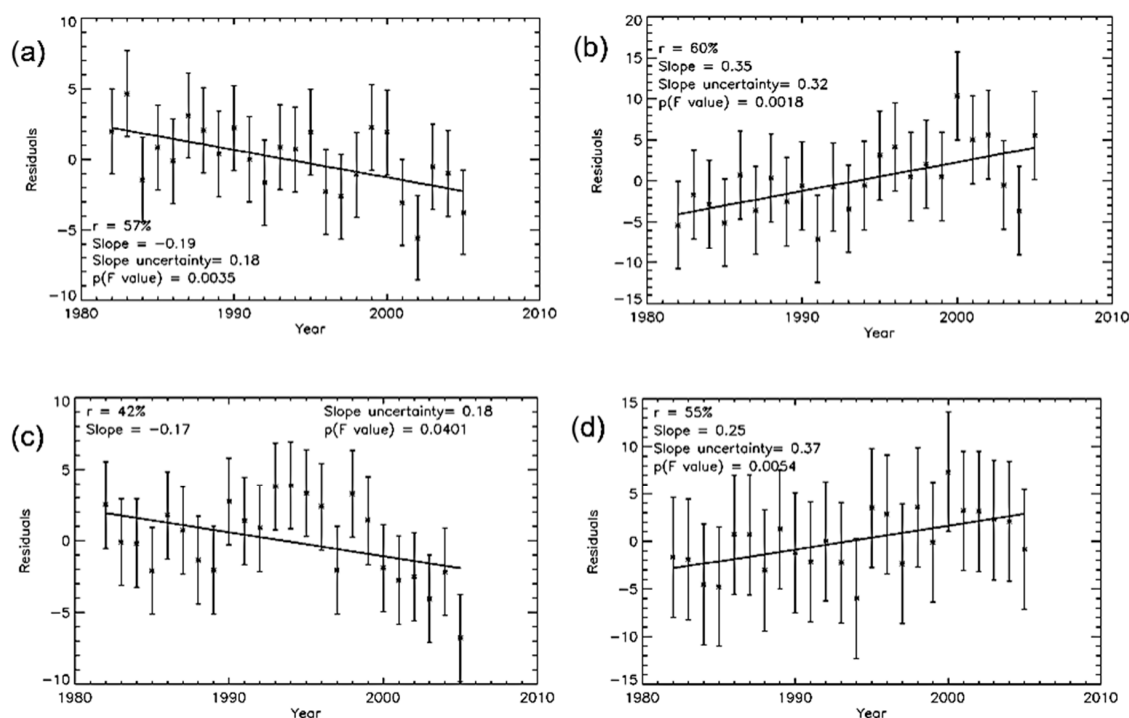 (a)
10
5
0
−5
−10
Residuals
r = 57%
Slope = −0.19
Slope uncertainty= 0.18
p(F value) = 0.0035
1980
1990
2000
2010
Year
(b)
20
15
10
5
0
−5
−10
−15
Residuals
r = 60%
Slope = 0.35
Slope uncertainty= 0.32
p(F value) = 0.0018
1980
1990
2000
2010
Year
(c)
10
5
0
−5
−10
Residuals
r = 42%
Slope = −0.17
Slope uncertainty= 0.18
p(F value) = 0.0401
1980
1990
2000
2010
Year
(d)
15
10
5
0
−5
−10
−15
Residuals
r = 55%
Slope = 0.25
Slope uncertainty= 0.37
p(F value) = 0.0054
1980
1990
2000
2010
Year